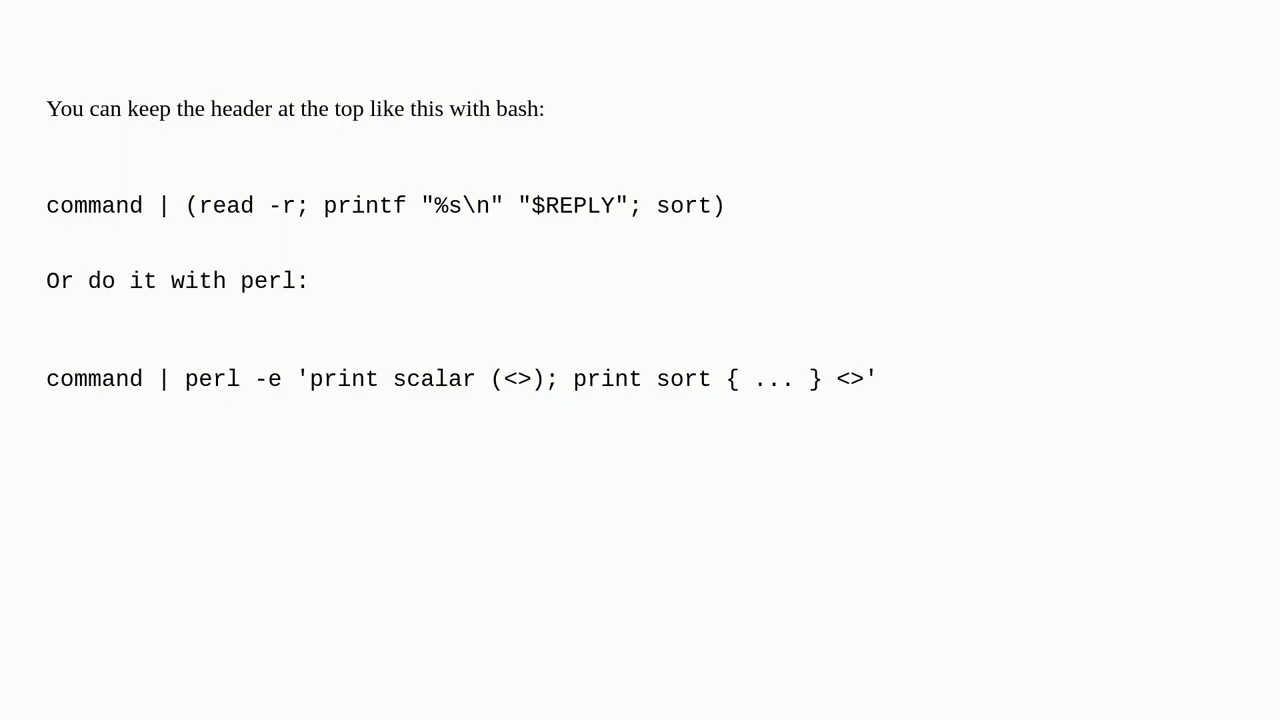 You can keep the header at the top like this with bash:
command | (read -r; printf "%s\n" "$REPLY"; sort)
Or do it with perl:
command | perl -e 'print scalar (<>); print sort { ... } <>'